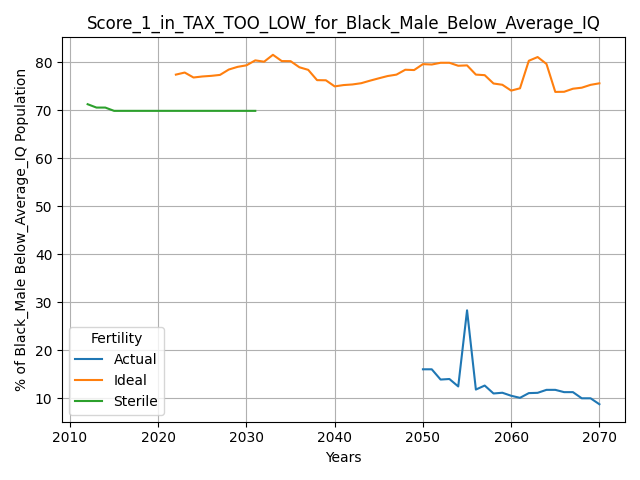 Score_1_in_TAX_TOO_LOW_for_Black_Male_Below_Average_IQ
% of Black_Male Below_Average_IQ Population
80
70
60
50
40
30
20
10
Fertility
Actual
Ideal
Sterile
2010 2020 2030 2040 2050 2060 2070
Years